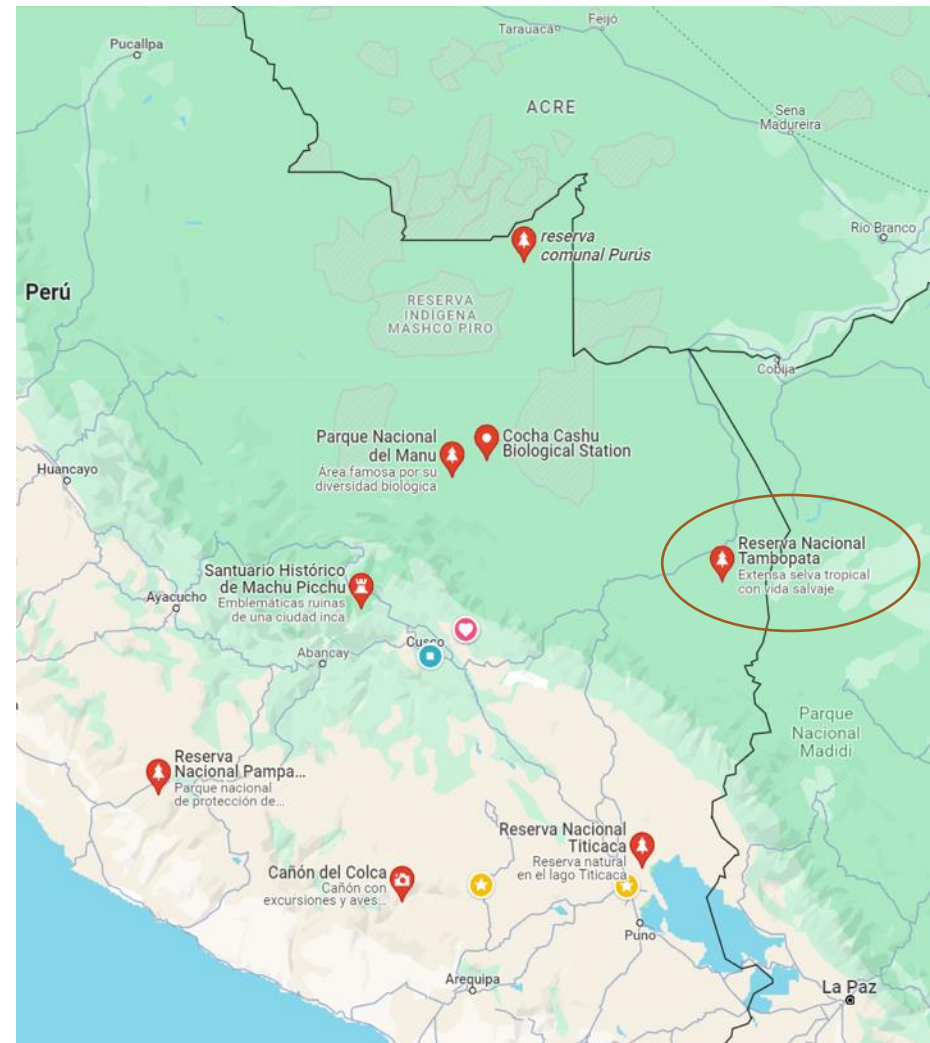 Feijó
Tarauacá
Pucallpa
ACRE
Sena
Madureira
Rio Branco
reserva
comunal Purús
Perú
RESERVA
INDIGENA
MASHCO PIRO
Cobija
Parque Nacional
del Manu
Área famosa por su
diversidad biológica
Cocha Cashu
Biological Station
Huancayo
Reserva Nacional
Tambopata
Extensa selva tropical
con vida salvaje
Santuario Histórico
de Machu Picchu
Emblemáticas ruinas
de una ciudad inca
Ayacucho
Cusco
Abancay
Parque
Nacional
Madidi
Reserva
Nacional Pampa...
Parque nacional
de protección de...
Reserva Nacional
Titicaca
Reserva natural
en el lago Titicaca
Cañón del Colca
Cañón con
excursiones y aves...
Puno
Arequipa
La Paz